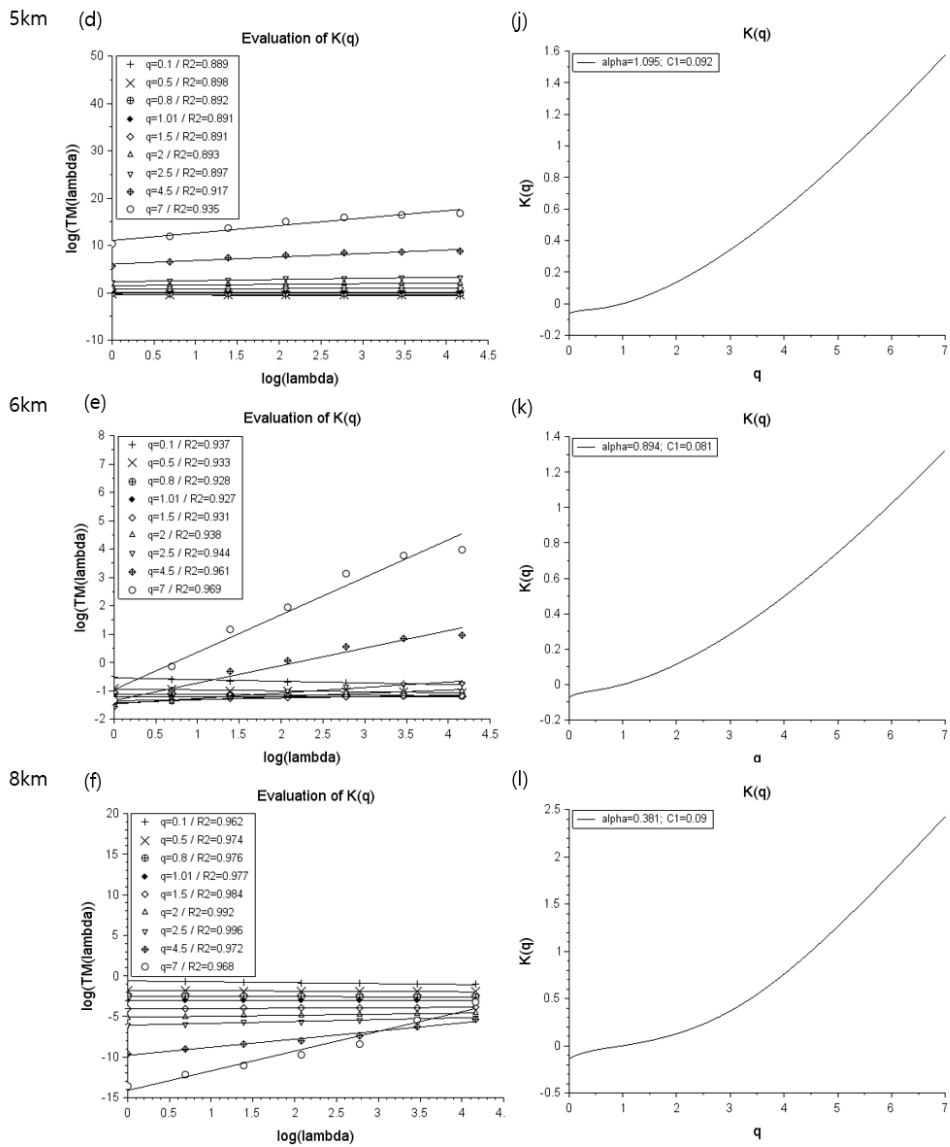 5km
(d)
Evaluation of K(q)
log(TM(lambda))
50
40
30
20
10
0
-10
q=0.1 / R2=0.889
q=0.5 / R2=0.898
q=0.8 / R2=0.892
q=1.01 / R2=0.891
q=1.5 / R2=0.891
q=2 / R2=0.893
q=2.5 / R2=0.897
q=4.5 / R2=0.917
q=7 / R2=0.935
0 0.5 1 1.5 2 2.5 3 3.5 4 4.5
log(lambda)
(j)
K(q)
alpha=1.095; C1=0.092
K(q)
1.6
1.4
1.2
1
0.8
0.6
0.4
0.2
0
-0.2
0 1 2 3 4 5 6 7
q
6km
(e)
Evaluation of K(q)
log(TM(lambda))
8
7
6
5
4
3
2
1
0
-1
-2
q=0.1 / R2=0.937
q=0.5 / R2=0.933
q=0.8 / R2=0.928
q=1.01 / R2=0.927
q=1.5 / R2=0.931
q=2 / R2=0.938
q=2.5 / R2=0.944
q=4.5 / R2=0.961
q=7 / R2=0.969
0 0.5 1 1.5 2 2.5 3 3.5 4 4.5
log(lambda)
(k)
K(q)
alpha=0.894; C1=0.081
K(q)
1.4
1.2
1
0.8
0.6
0.4
0.2
0
-0.2
0 1 2 3 4 5 6 7
q
8km
(f)
Evaluation of K(q)
log(TM(lambda))
20
15
10
5
0
-5
-10
-15
q=0.1 / R2=0.962
q=0.5 / R2=0.974
q=0.8 / R2=0.976
q=1.01 / R2=0.977
q=1.5 / R2=0.984
q=2 / R2=0.992
q=2.5 / R2=0.996
q=4.5 / R2=0.972
q=7 / R2=0.968
0 0.5 1 1.5 2 2.5 3 3.5 4 4.
log(lambda)
(l)
K(q)
alpha=0.381; C1=0.09
K(q)
2.5
2
1.5
1
0.5
0
-0.5
0 1 2 3 4 5 6 7
q